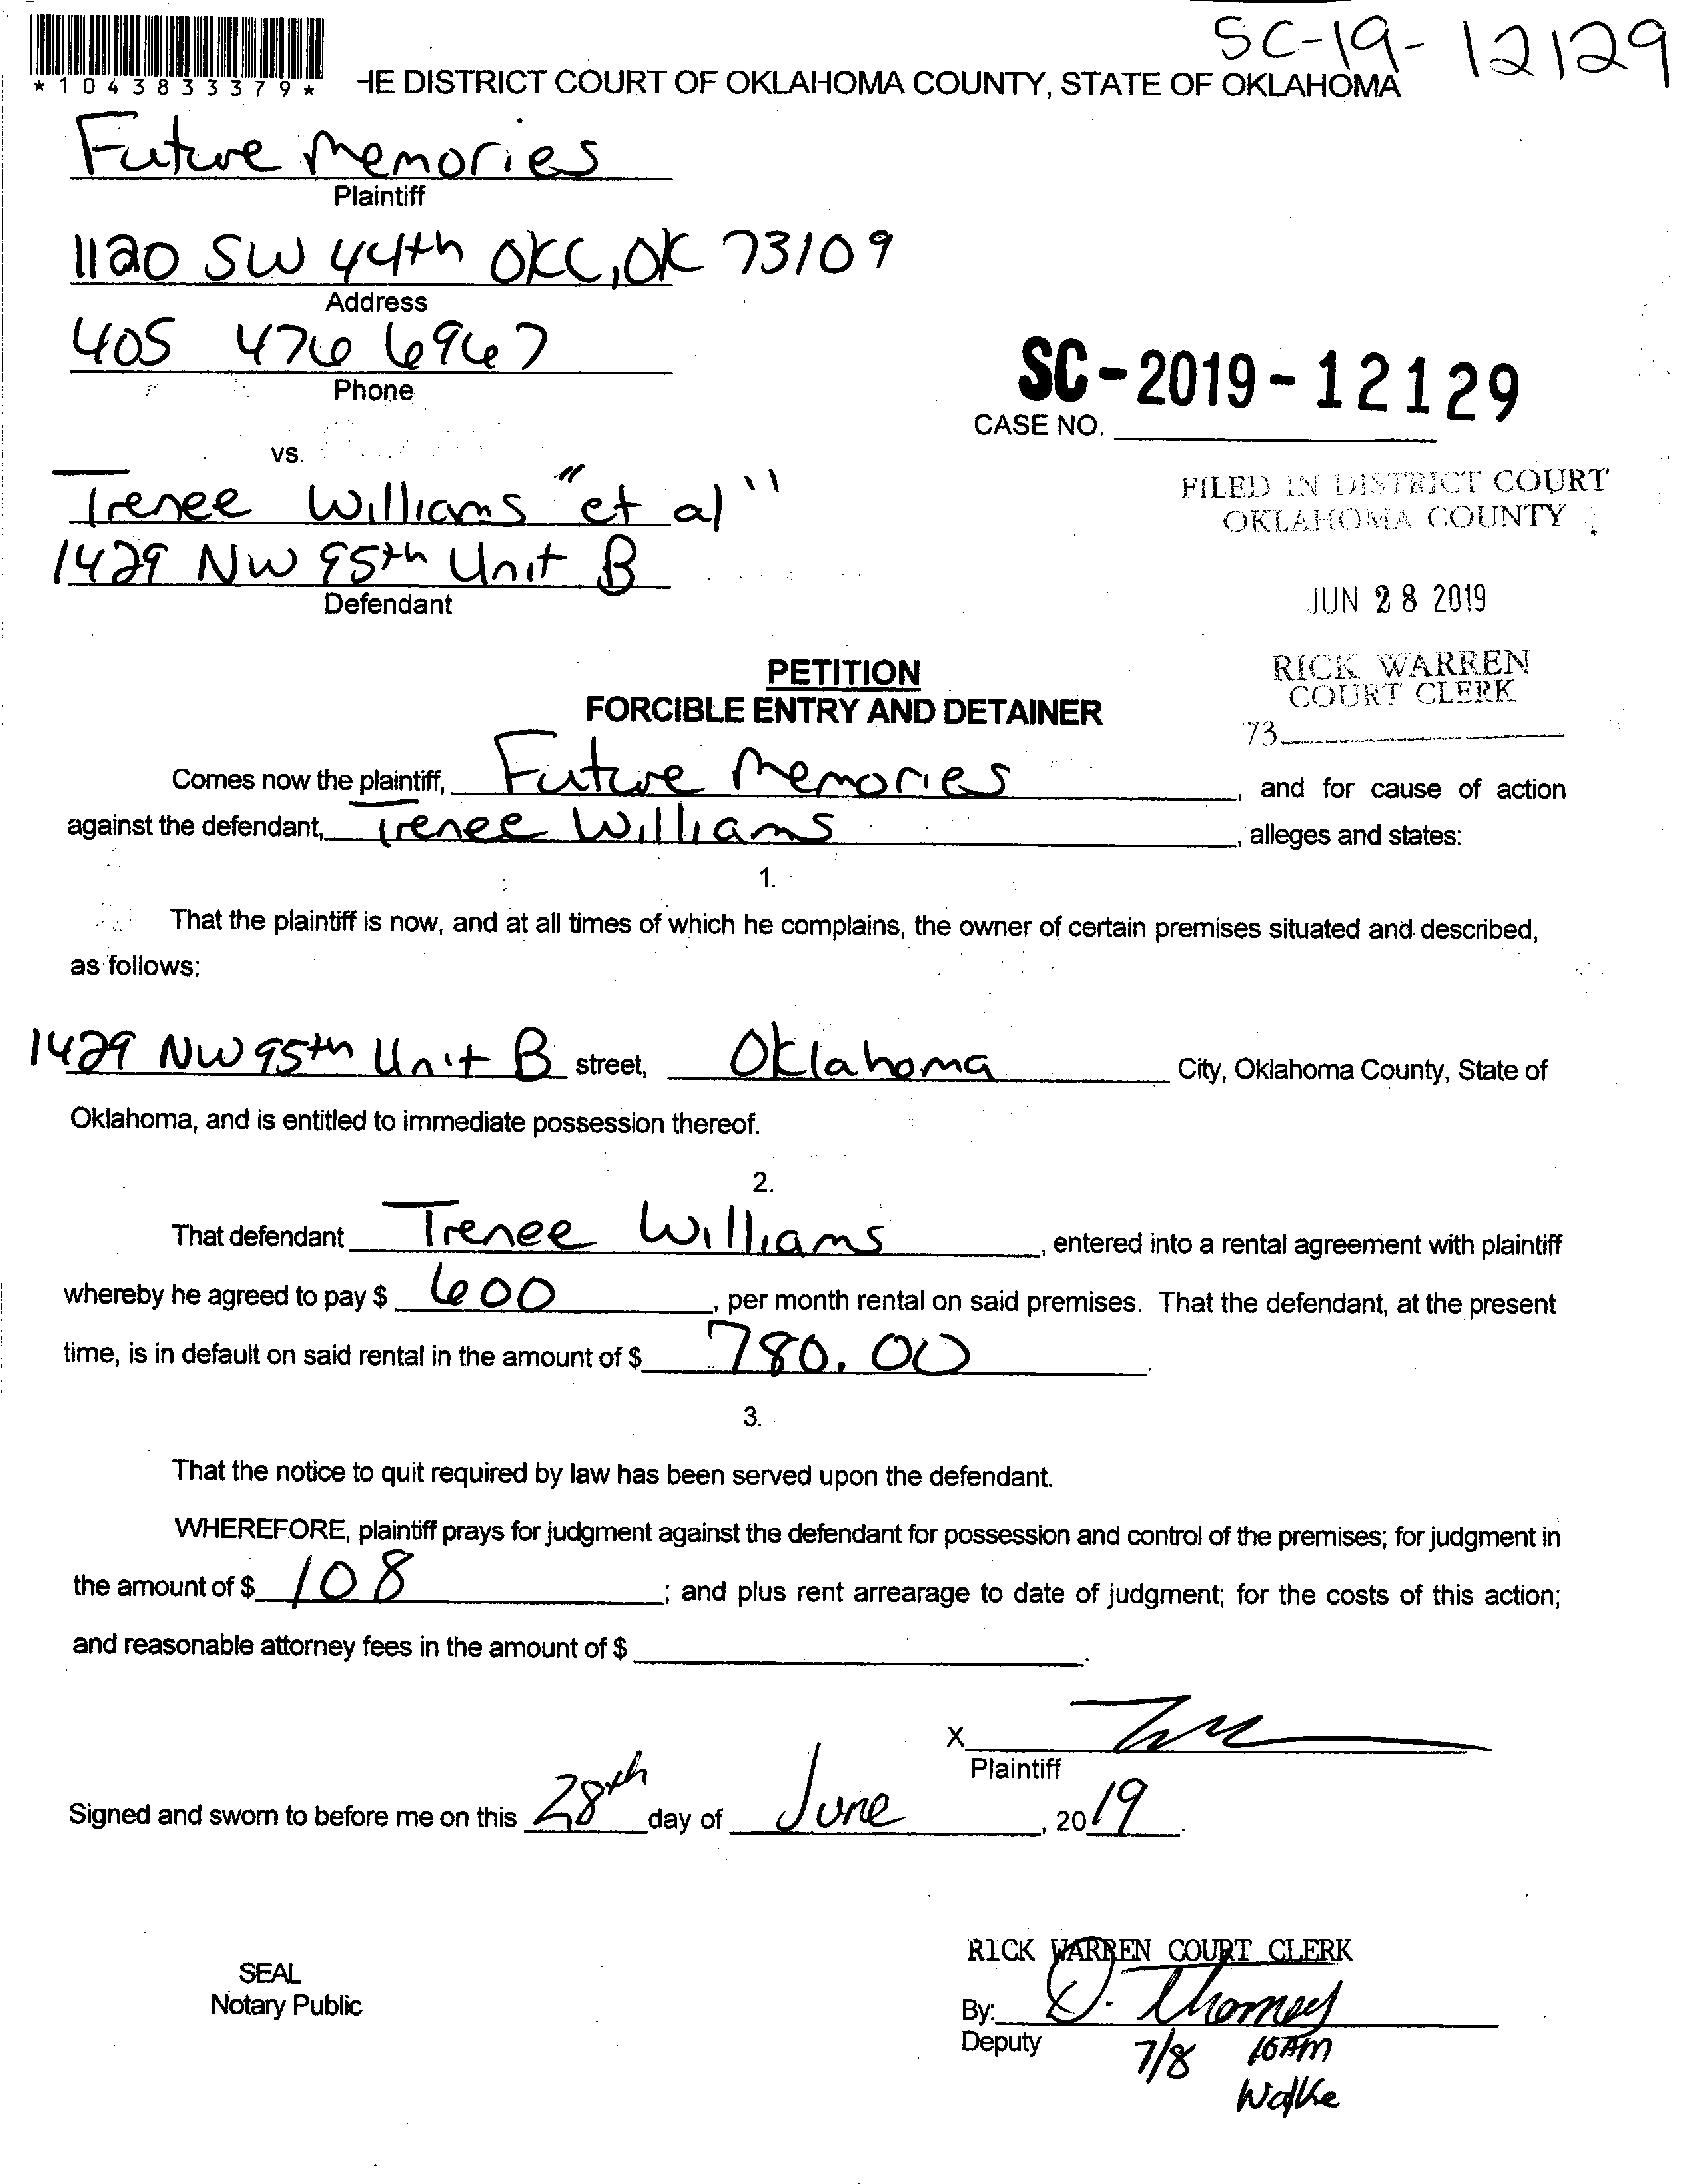 SC-19-12129
*1043833379*
HE DISTRICT COURT OF OKLAHOMA COUNTY, STATE OF OKLAHOMA
Future Memories
Plaintiff
1120 SW 44th OKC, OK 73109
Address
405 476 6967
Phone
SC-2019-12129
CASE NO.
vs.
Trenee Williams "et al"
1429 NW 95th Unit B
Defendant
FILED IN DISTRICT COURT
OKLAHOMA COUNTY
JUN 28 2019
RICK WARREN
COURT CLERK
73
PETITION
FORCIBLE ENTRY AND DETAINER
Comes now the plaintiff, Future Memories, and for cause of action
against the defendant, Trenee Williams, alleges and states:
1.
That the plaintiff is now, and at all times of which he complains, the owner of certain premises situated and described,
as follows:
1429 NW 95th Unit B street, Oklahoma City, Oklahoma County, State of
Oklahoma, and is entitled to immediate possession thereof.
2.
That defendant Trenee Williams, entered into a rental agreement with plaintiff
whereby he agreed to pay $ 600, per month rental on said premises. That the defendant, at the present
time, is in default on said rental in the amount of $ 780.00.
3.
That the notice to quit required by law has been served upon the defendant.
WHEREFORE, plaintiff prays for judgment against the defendant for possession and control of the premises; for judgment in
the amount of $ 108; and plus rent arrearage to date of judgment; for the costs of this action;
and reasonable attorney fees in the amount of $ .
X
Plaintiff
Signed and sworn to before me on this 28th day of June, 2019.
SEAL
Notary Public
RICK WARREN COURT CLERK
By: D.
Deputy
7/8 10 AM